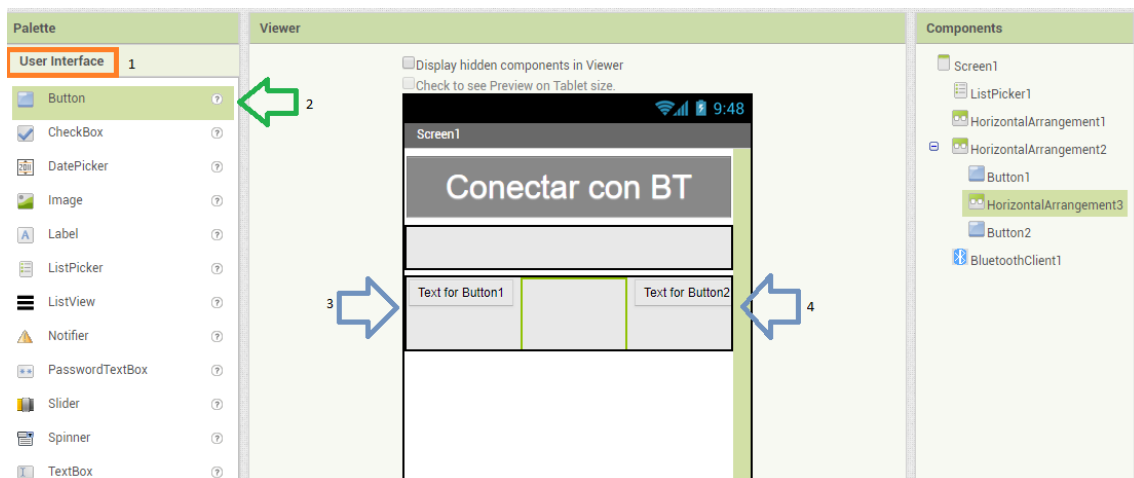 Palette
User Interface 1
Button
2
CheckBox
DatePicker
Image
Label
ListPicker
ListView
Notifier
PasswordTextBox
Slider
Spinner
TextBox
Viewer
Display hidden components in Viewer
Check to see Preview on Tablet size.
9:48
Screen1
Conectar con BT
3
Text for Button1
Text for Button2
4
Components
Screen1
ListPicker1
HorizontalArrangement1
HorizontalArrangement2
Button1
HorizontalArrangement3
Button2
BluetoothClient1